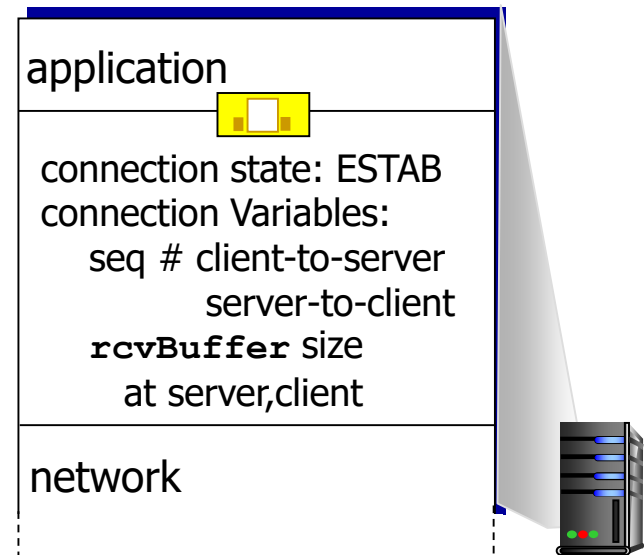 application
connection state: ESTAB
connection Variables:
seq # client-to-server
server-to-client
rcvBuffer size
at server,client
network